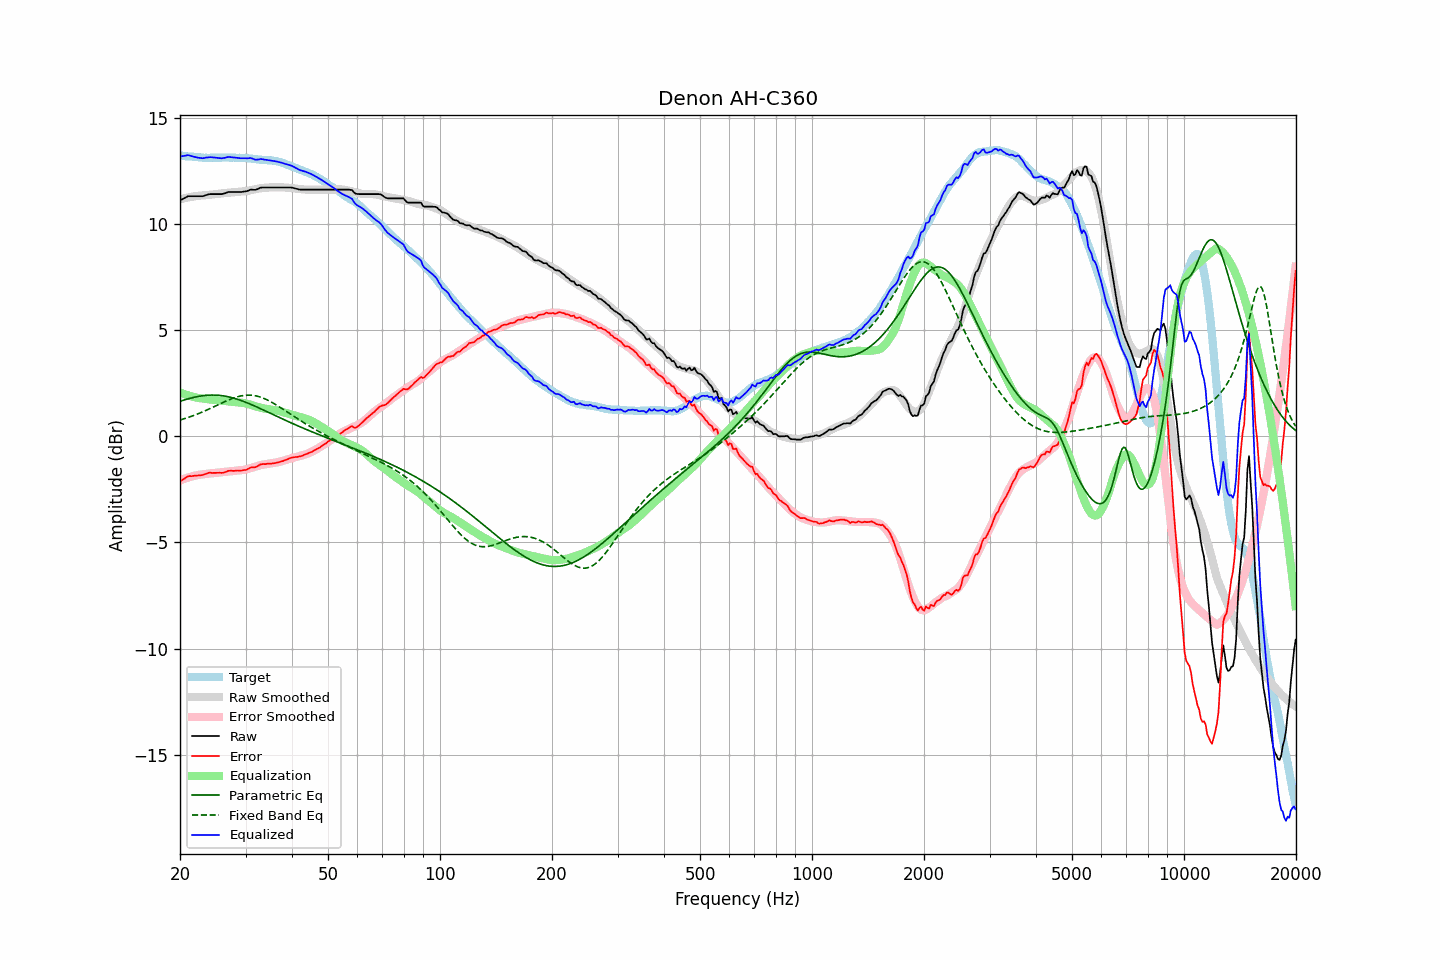 Denon AH-C360
15
10
5
0
−5
−10
−15
Amplitude (dBr)
Target
Raw Smoothed
Error Smoothed
Raw
Error
Equalization
Parametric Eq
Fixed Band Eq
Equalized
20 50 100 200 500 1000 2000 5000 10000 20000
Frequency (Hz)